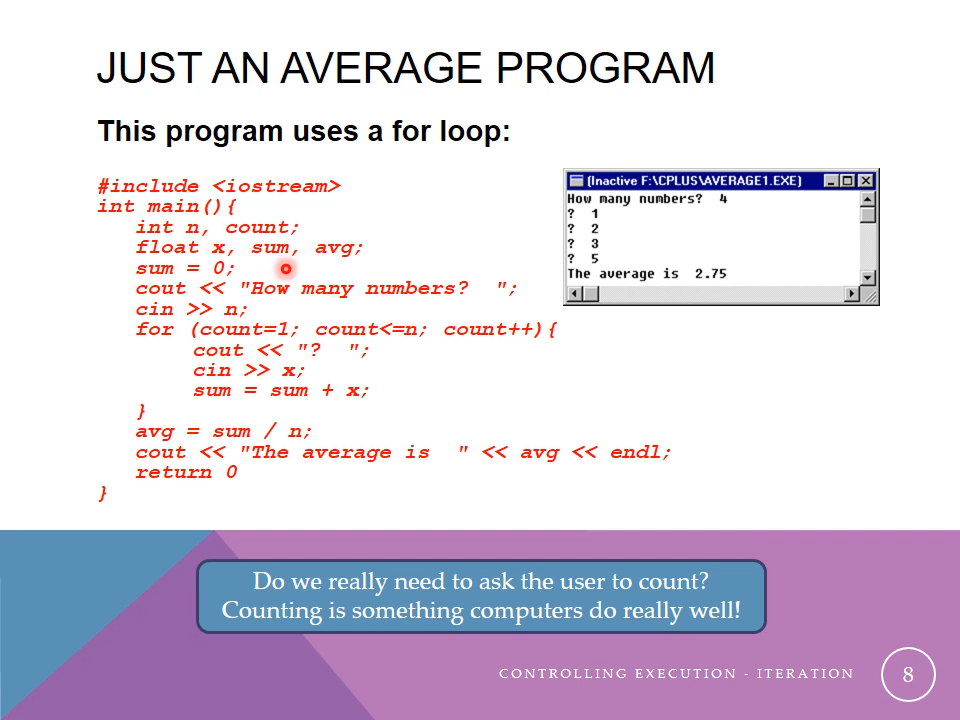 JUST AN AVERAGE PROGRAM
This program uses a for loop:
#include <iostream>
int main(){
int n, count;
float x, sum, avg;
sum = 0;
cout << "How many numbers?  ";
cin >> n;
for (count=1; count<=n; count++){
cout << "?  ";
cin >> x;
sum = sum + x;
}
avg = sum / n;
cout << "The average is  " << avg << endl;
return 0
}
(Inactive F:\CPLUS\AVERAGE1.EXE)
How many numbers?  4
?  1
?  2
?  3
?  5
The average is  2.75
Do we really need to ask the user to count?
Counting is something computers do really well!
CONTROLLING EXECUTION - ITERATION
8